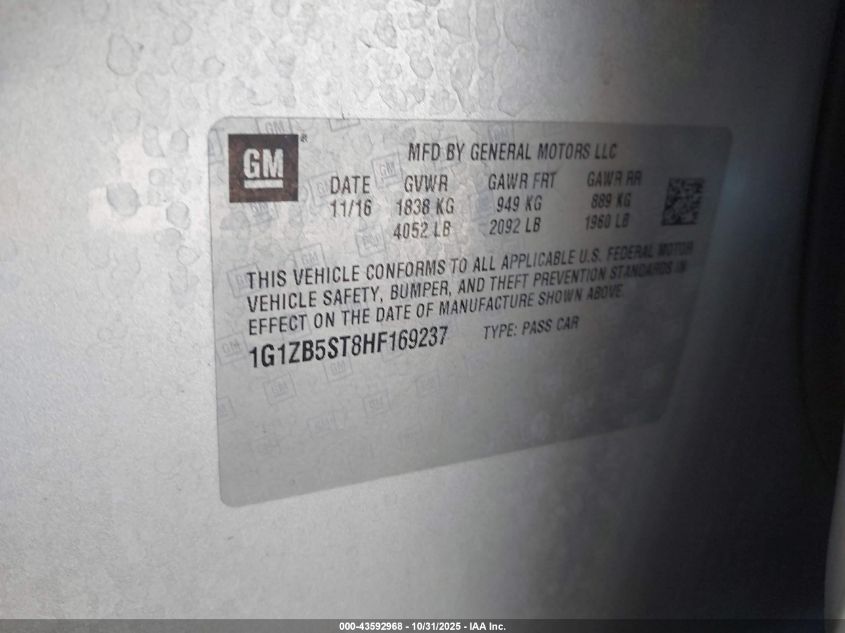 GM
MFD BY GENERAL MOTORS LLC
DATE GVWR GAWR FRT GAWR RR
11/16 1838 KG 949 KG 889 KG
4052 LB 2092 LB 1960 LB
THIS VEHICLE CONFORMS TO ALL APPLICABLE U.S. FEDERAL MOTOR
VEHICLE SAFETY, BUMPER, AND THEFT PREVENTION STANDARDS IN
EFFECT ON THE DATE OF MANUFACTURE SHOWN ABOVE.
1G1ZB5ST8HF169237 TYPE: PASS CAR
000-43592968 - 10/31/2025 - IAA Inc.